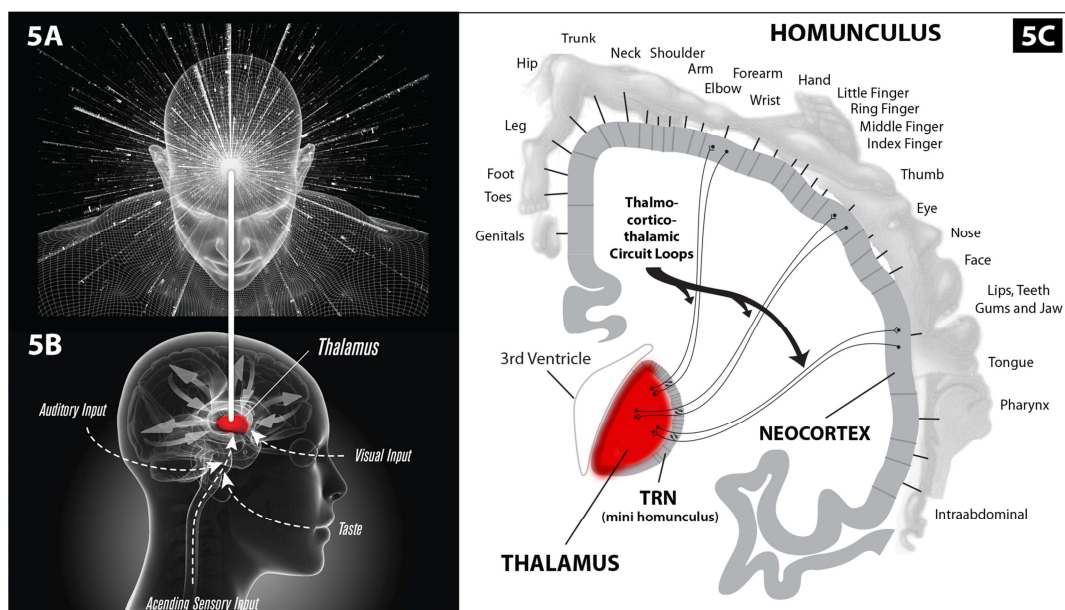 5A
5B
Thalamus
Auditory Input
Visual Input
Taste
Acending Sensory Input
HOMUNCULUS
5C
Trunk
Hip
Neck
Shoulder
Arm
Elbow
Forearm
Wrist
Hand
Little Finger
Ring Finger
Middle Finger
Index Finger
Thumb
Eye
Nose
Face
Lips, Teeth
Gums and Jaw
Tongue
Pharynx
Intraabdominal
Leg
Foot
Toes
Genitals
Thalmo-
cortico-
thalamic
Circuit Loops
3rd Ventricle
NEOCORTEX
TRN
(mini homunculus)
THALAMUS